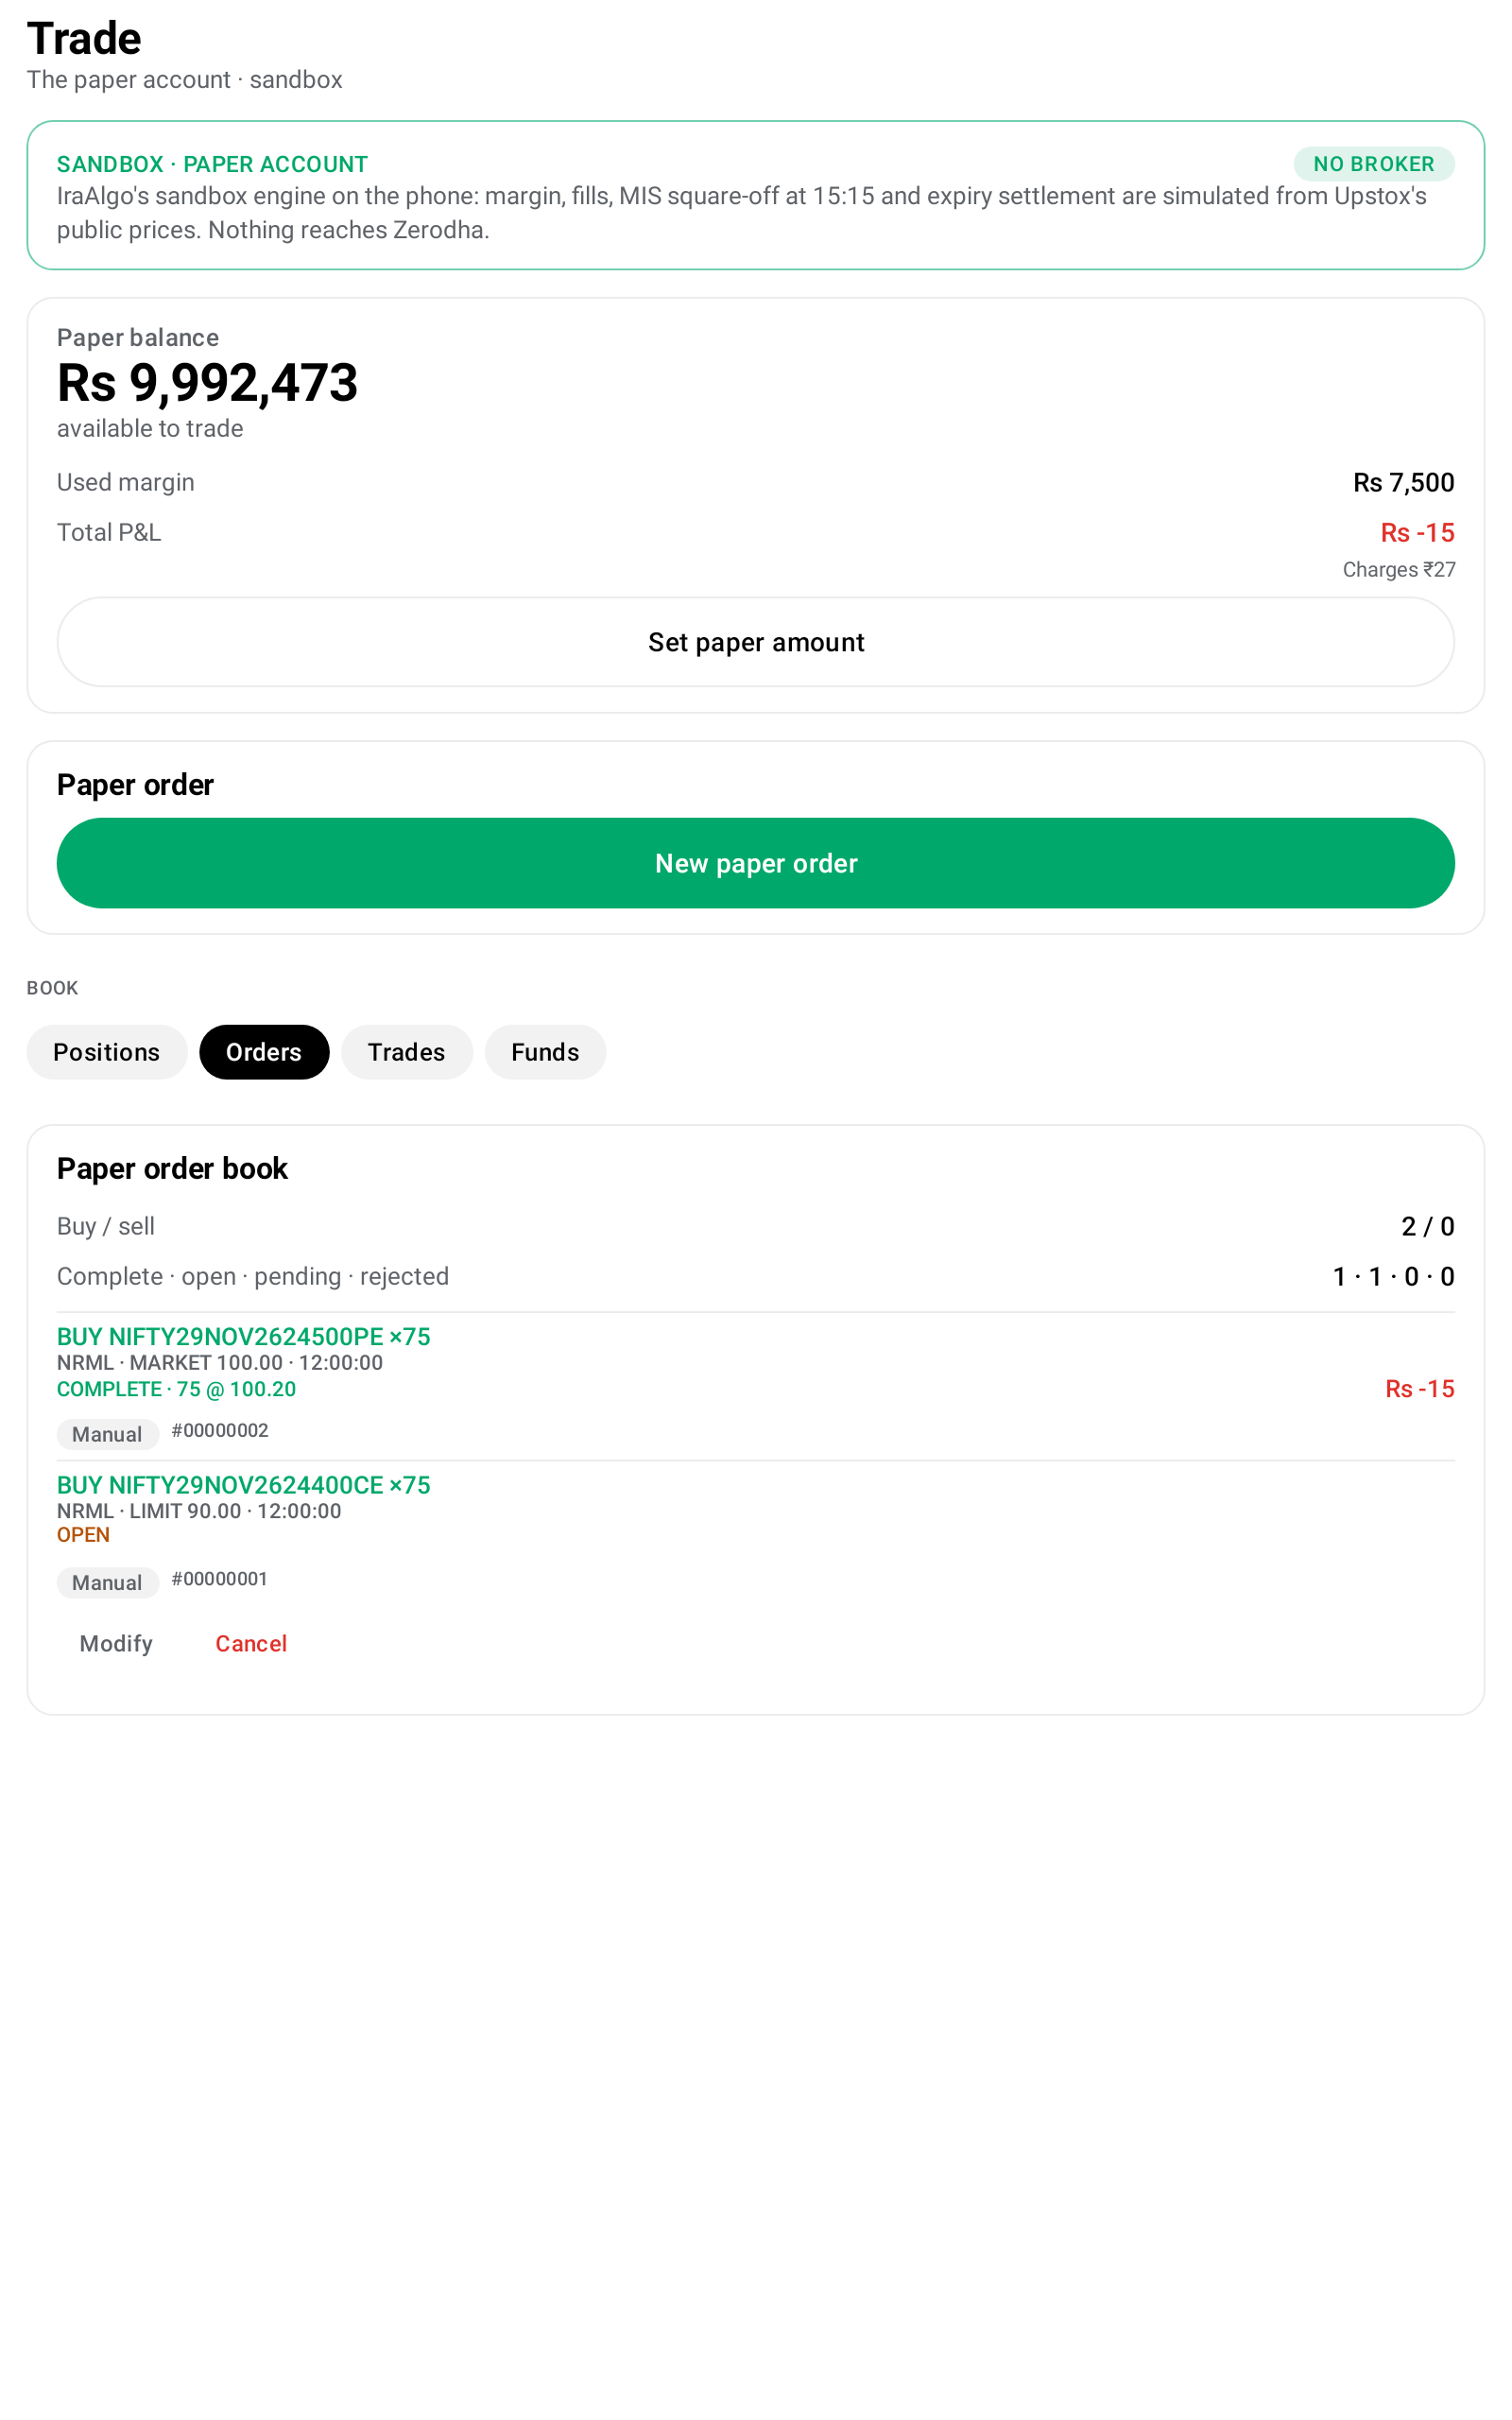 Trade
The paper account · sandbox
SANDBOX · PAPER ACCOUNT
NO BROKER
IraAlgo's sandbox engine on the phone: margin, fills, MIS square-off at 15:15 and expiry settlement are simulated from Upstox's
public prices. Nothing reaches Zerodha.
Paper balance
Rs 9,992,473
available to trade
Used margin
Rs 7,500
Total P&L
Rs -15
Charges ₹27
Set paper amount
Paper order
New paper order
BOOK
Positions
Orders
Trades
Funds
Paper order book
Buy / sell
2 / 0
Complete · open · pending · rejected
1 · 1 · 0 · 0
BUY NIFTY29NOV2624500PE ×75
NRML · MARKET 100.00 · 12:00:00
COMPLETE · 75 @ 100.20
Rs -15
Manual
#00000002
BUY NIFTY29NOV2624400CE ×75
NRML · LIMIT 90.00 · 12:00:00
OPEN
Manual
#00000001
Modify
Cancel